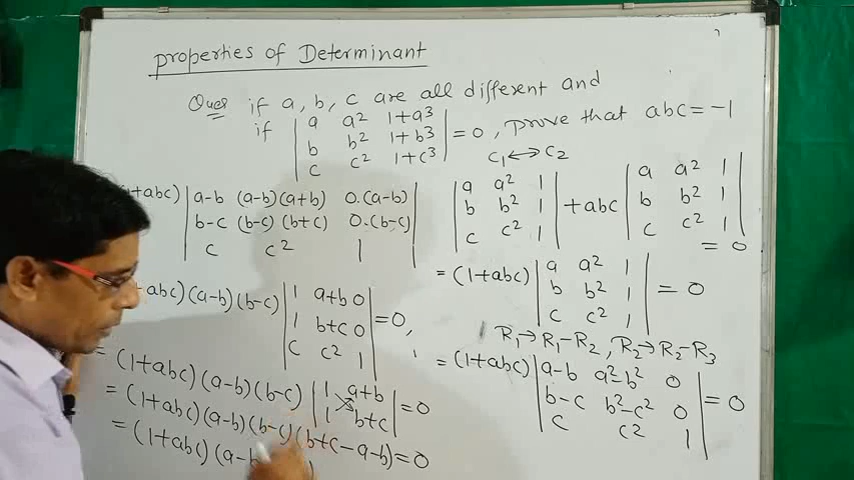 properties of Determinant
Ques if a, b, c are all different and
if | a a² 1+a³ | = 0, prove that abc = -1
| b b² 1+b³ |
| c c² 1+c³ |
C₁↔C₂
| a a² 1 | + abc | a a² 1 |
| b b² 1 | | b b² 1 |
| c c² 1 | | c c² 1 | = 0
= (1+abc) | a a² 1 | = 0
| b b² 1 |
| c c² 1 |
R₁→R₁-R₂, R₂→R₂-R₃
= (1+abc) | a-b a²-b² 0 | = 0
| b-c b²-c² 0 |
| c c² 1 |
+abc) | a-b (a-b)(a+b) 0.(a-b) |
| b-c (b-c)(b+c) 0.(b-c) |
| c c² 1 |
abc)(a-b)(b-c) | 1 a+b 0 | = 0,
| 1 b+c 0 |
| c c² 1 |
= (1+abc)(a-b)(b-c) | 1 a+b | = 0
| 1 b+c |
= (1+abc)(a-b)(b-c)(b+c-a-b) = 0
= (1+abc)(a-b